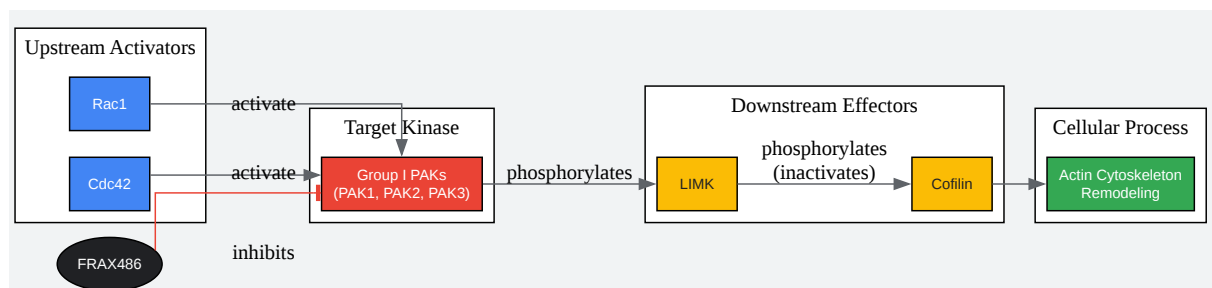 Upstream Activators
Rac1
activate
Cdc42
activate
FRAX486
inhibits
Target Kinase
Group I PAKs
(PAK1, PAK2, PAK3)
phosphorylates
Downstream Effectors
LIMK
phosphorylates
(inactivates)
Cofilin
Cellular Process
Actin Cytoskeleton
Remodeling